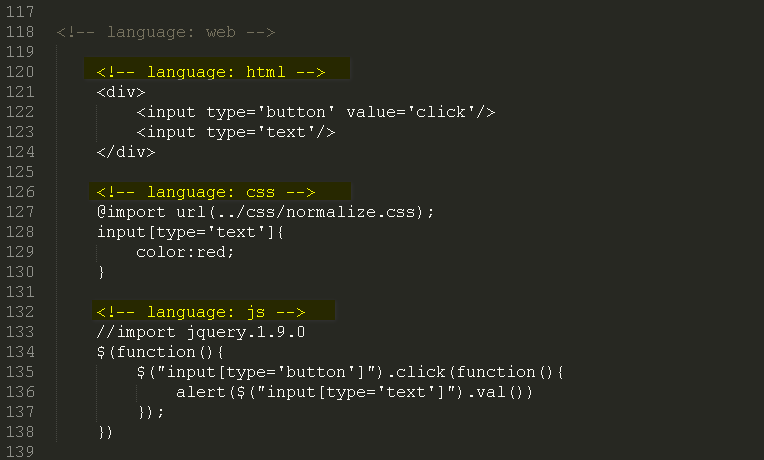 117
118 <!-- language: web -->
119
120 <!-- language: html -->
121 <div>
122 <input type='button' value='click'/>
123 <input type='text'/>
124 </div>
125
126 <!-- language: css -->
127 @import url(../css/normalize.css);
128 input[type='text']{
129 color:red;
130 }
131
132 <!-- language: js -->
133 //import jquery.1.9.0
134 $(function(){
135 $("input[type='button']").click(function(){
136 alert($("input[type='text']").val())
137 });
138 })
139